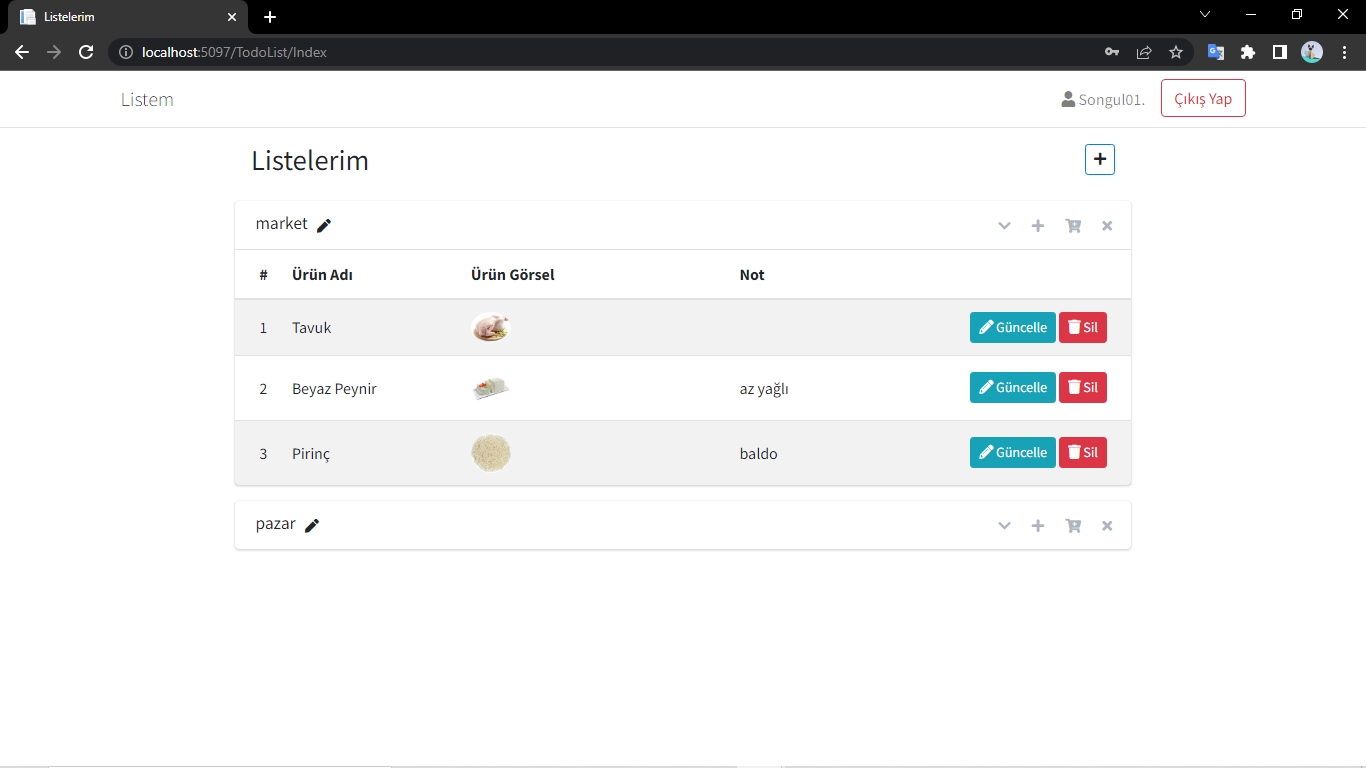 Listelerim
localhost:5097/TodoList/Index
Listem
Songul01.
Çıkış Yap
Listelerim
market
# Ürün Adı Ürün Görsel Not
1 Tavuk Güncelle Sil
2 Beyaz Peynir az yağlı Güncelle Sil
3 Pirinç baldo Güncelle Sil
pazar